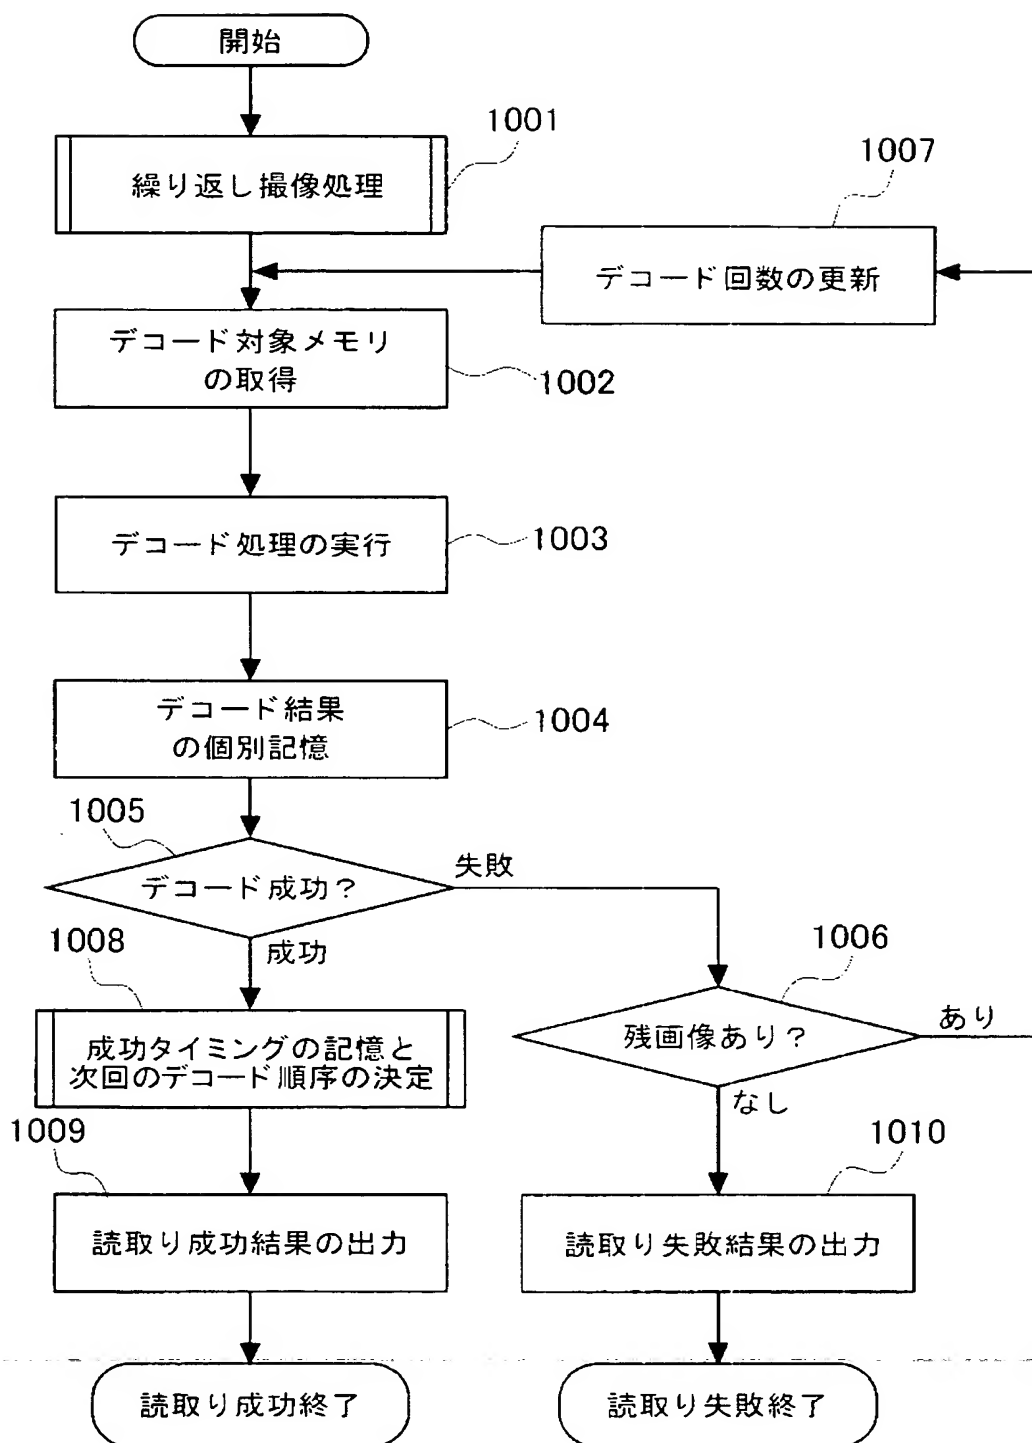 開始
1001
繰り返し撮像処理
1007
デコード回数の更新
デコード対象メモリ
の取得
1002
デコード処理の実行
1003
デコード結果
の個別記憶
1004
1005
デコード成功?
失敗
成功
1006
残画像あり?
あり
なし
1008
成功タイミングの記憶と
次回のデコード順序の決定
1009
読取り成功結果の出力
1010
読取り失敗結果の出力
読取り成功終了
読取り失敗終了